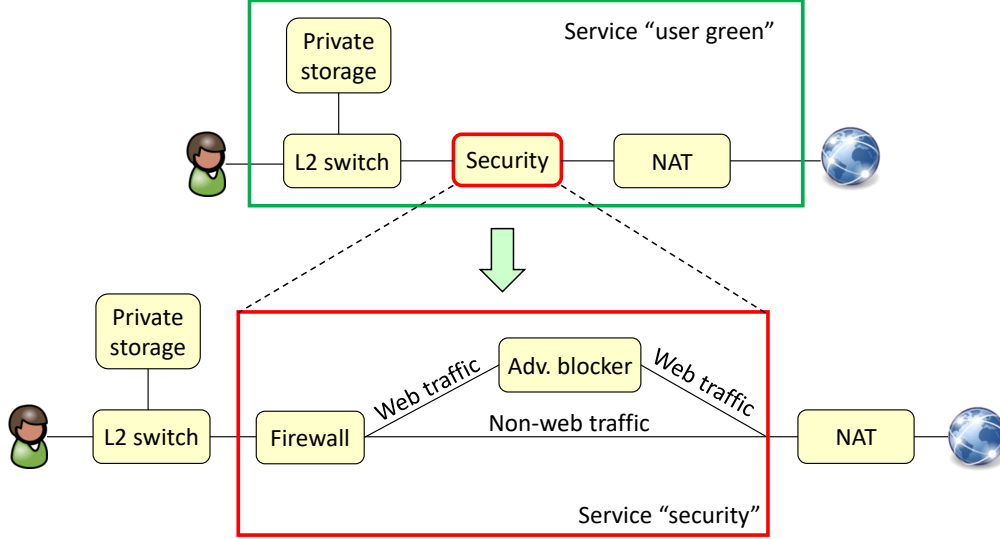 Service “user green”
Private
storage
L2 switch
Security
NAT
Private
storage
L2 switch
Firewall
Web traffic
Adv. blocker
Web traffic
Non-web traffic
NAT
Service “security”